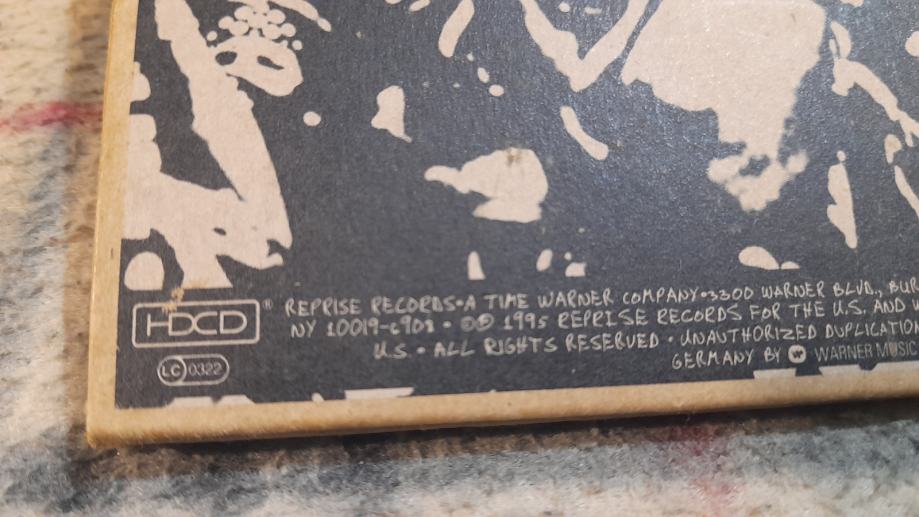 HDCD ® REPRISE RECORDS • A TIME WARNER COMPANY • 3300 WARNER BLVD., BUR
NY 10019-6908 • ©℗ 1995 REPRISE RECORDS FOR THE U.S. AND
U.S. • ALL RIGHTS RESERVED • UNAUTHORIZED DUPLICATION
LC 0322
GERMANY BY W WARNER MUSIC